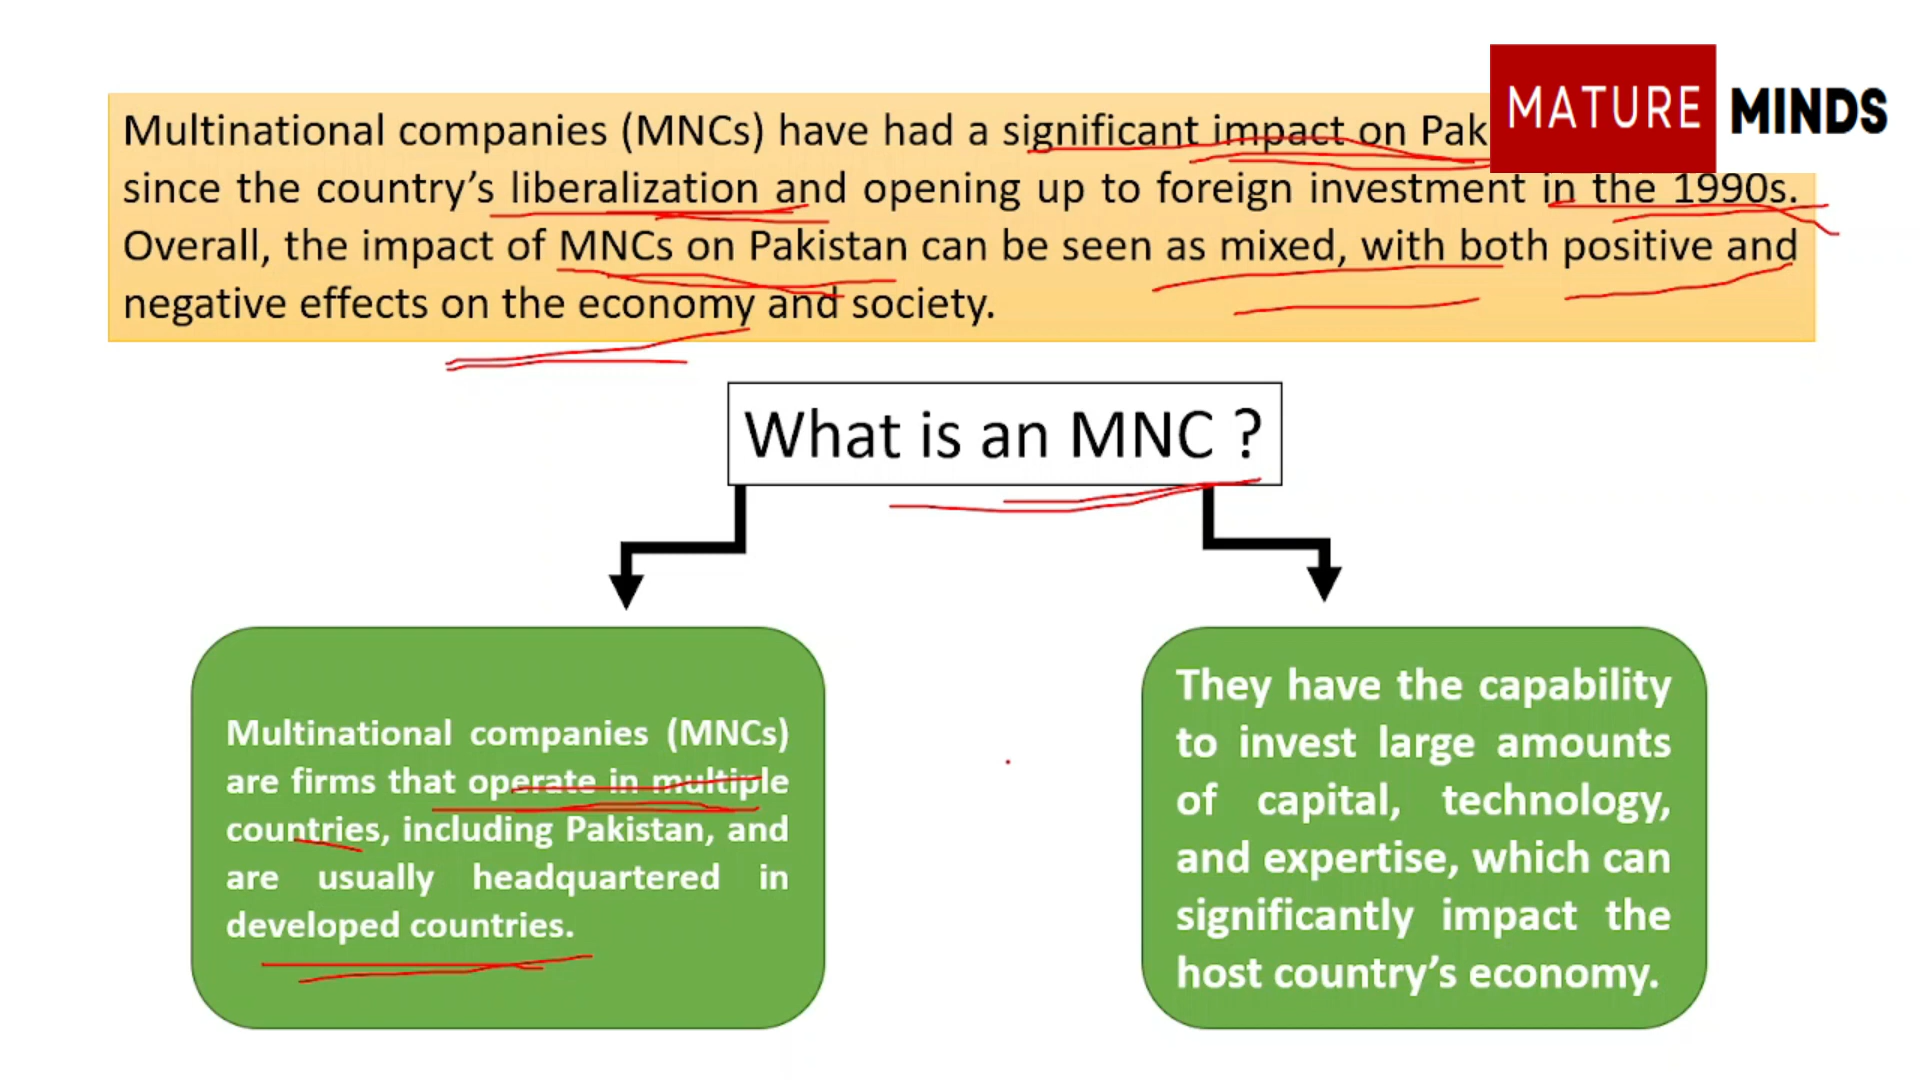 MATURE MINDS
Multinational companies (MNCs) have had a significant impact on Pak
since the country’s liberalization and opening up to foreign investment in the 1990s.
Overall, the impact of MNCs on Pakistan can be seen as mixed, with both positive and
negative effects on the economy and society.
What is an MNC ?
Multinational companies (MNCs)
are firms that operate in multiple
countries, including Pakistan, and
are usually headquartered in
developed countries.
They have the capability
to invest large amounts
of capital, technology,
and expertise, which can
significantly impact the
host country’s economy.